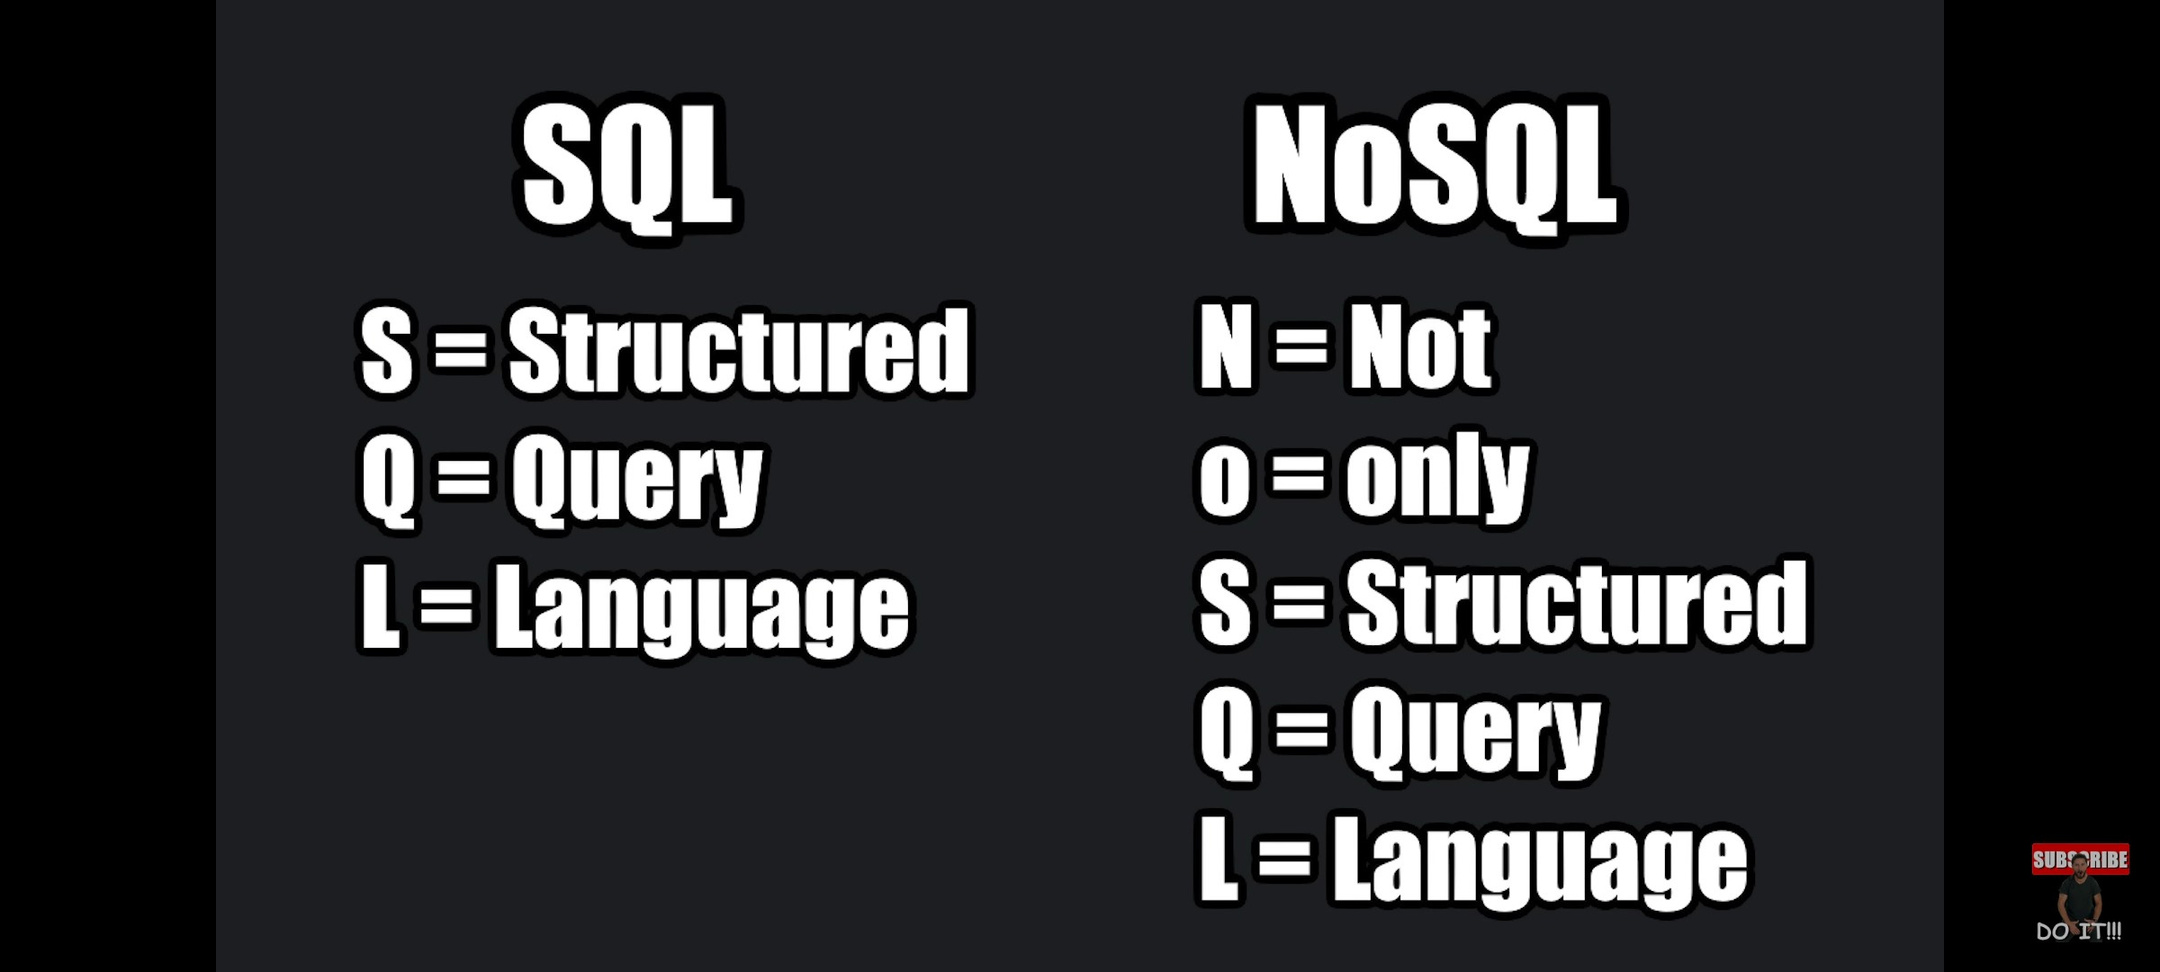 SQL
S = Structured
Q = Query
L = Language
NoSQL
N = Not
o = only
S = Structured
Q = Query
L = Language
SUBSCRIBE
DO IT!!!